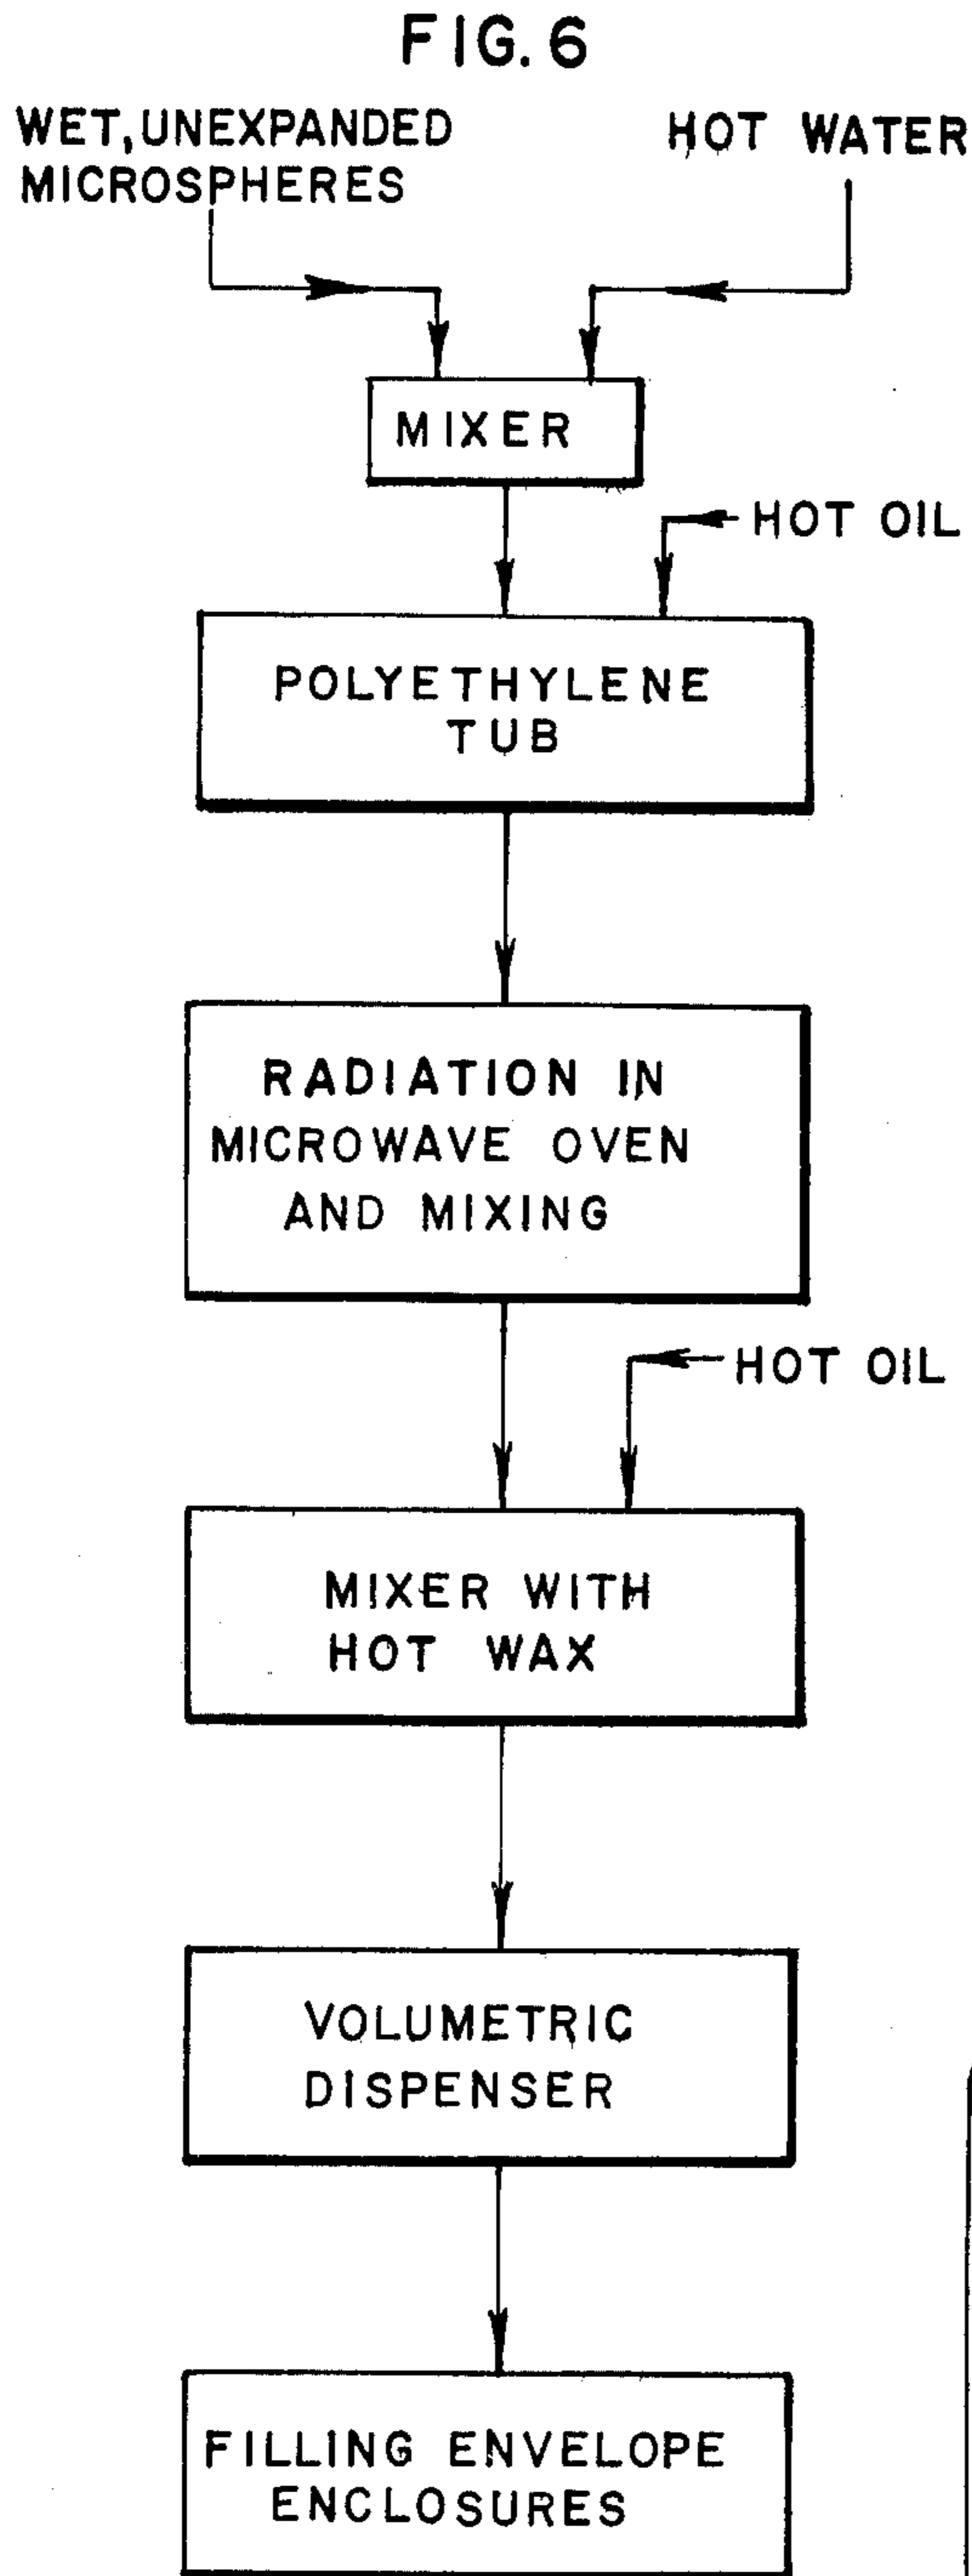 FIG. 6
WET, UNEXPANDED
MICROSPHERES
HOT WATER
MIXER
HOT OIL
POLYETHYLENE
TUB
RADIATION IN
MICROWAVE OVEN
AND MIXING
HOT OIL
MIXER WITH
HOT WAX
VOLUMETRIC
DISPENSER
FILLING ENVELOPE
ENCLOSURES